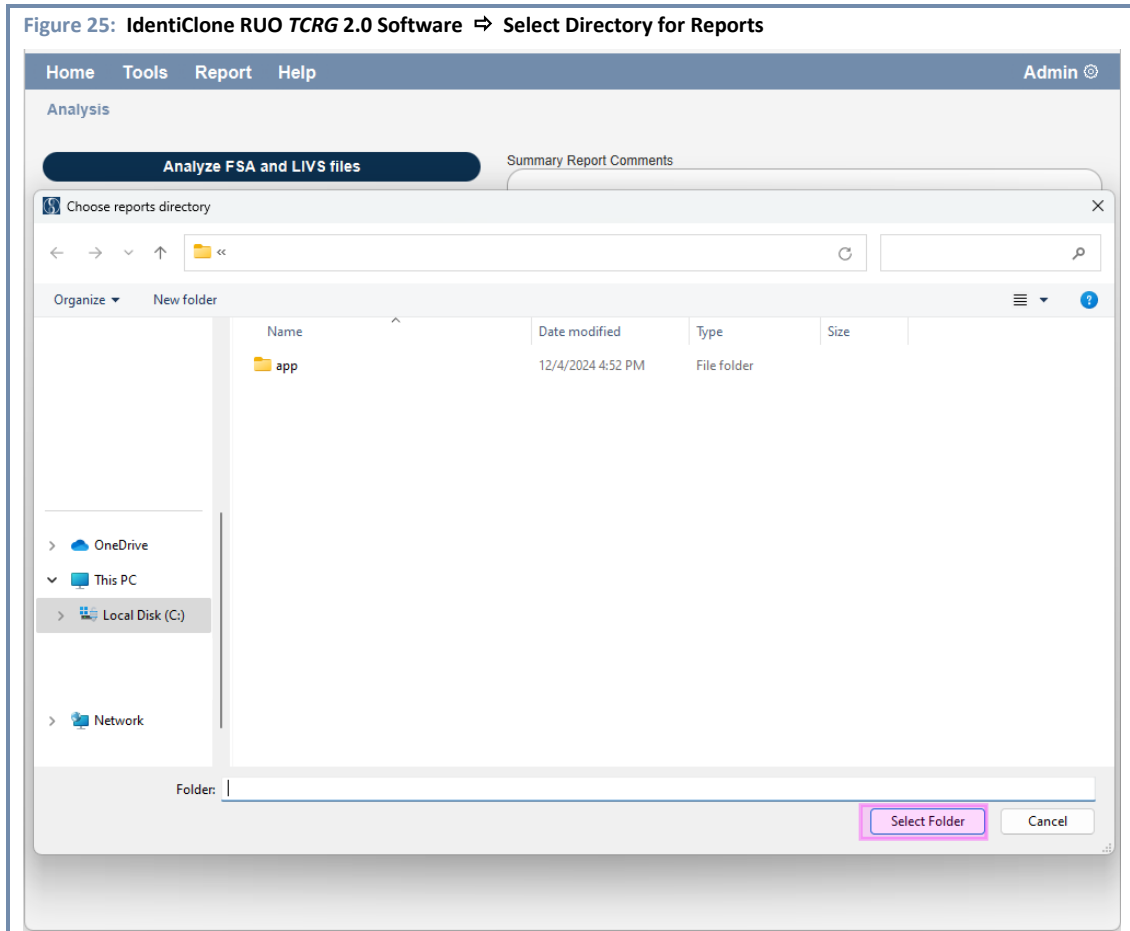 Figure 25: IdentiClone RUO TCRG 2.0 Software ⇨ Select Directory for Reports
Home Tools Report Help Admin
Analysis
Analyze FSA and LIVS files
Summary Report Comments
Choose reports directory
«
Organize New folder
Name Date modified Type Size
app 12/4/2024 4:52 PM File folder
OneDrive
This PC
Local Disk (C:)
Network
Folder:
Select Folder Cancel